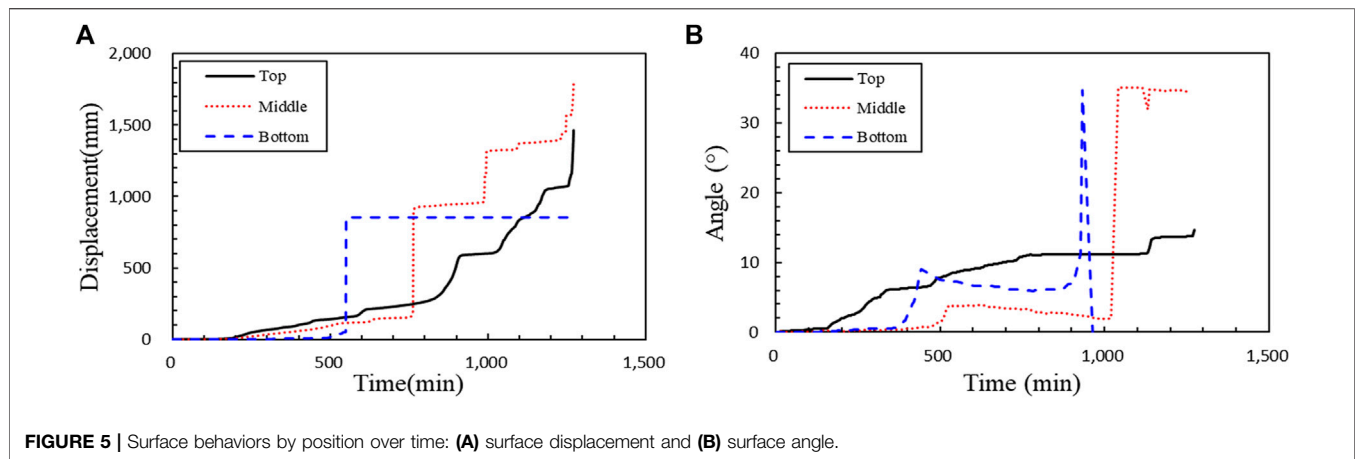 A
2,000
1,500
1,000
500
0
Displacement(mm)
Top
Middle
Bottom
0 500 1,000 1,500
Time(min)
B
40
30
20
10
0
Angle (°)
Top
Middle
Bottom
0 500 1,000 1,500
Time (min)
FIGURE 5 | Surface behaviors by position over time: (A) surface displacement and (B) surface angle.